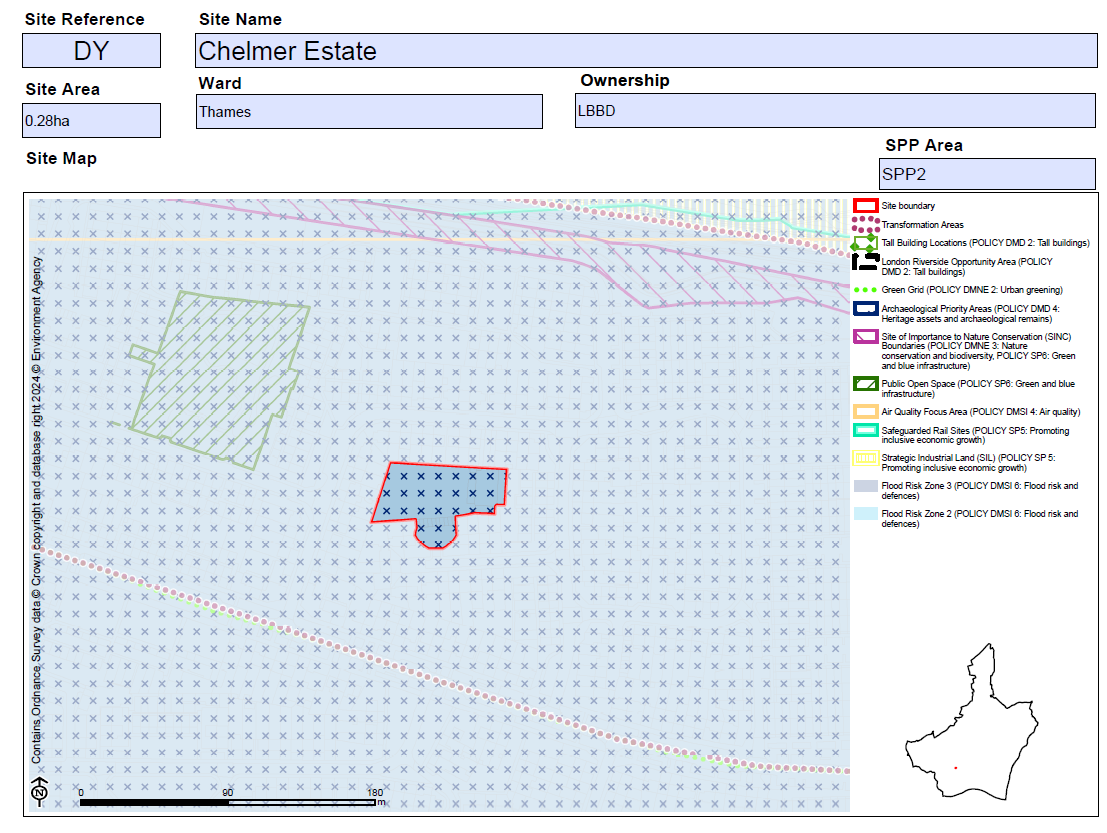 Site Reference
Site Name
DY
Chelmer Estate
Site Area
Ward
Ownership
0.28ha
Thames
LBBD
Site Map
SPP Area
SPP2
Site boundary
Transformation Areas
Tall Building Locations (POLICY DMD 2: Tall buildings)
London Riverside Opportunity Area (POLICY
DMD 2: Tall buildings)
Green Grid (POLICY DMNE 2: Urban greening)
Archaeological Priority Areas (POLICY DMD 4:
Heritage assets and archaeological remains)
Site of Importance to Nature Conservation (SINC)
Boundaries (POLICY DMNE 3: Nature
conservation and biodiversity, POLICY SP6: Green
and blue infrastructure)
Public Open Space (POLICY SP6: Green and blue
infrastructure)
Air Quality Focus Area (POLICY DMSI 4: Air quality)
Safeguarded Rail Sites (POLICY SP5: Promoting
inclusive economic growth)
Strategic Industrial Land (SIL) (POLICY SP 5:
Promoting inclusive economic growth)
Flood Risk Zone 3 (POLICY DMSI 6: Flood risk and
defences)
Flood Risk Zone 2 (POLICY DMSI 6: Flood risk and
defences)
Contains Ordnance Survey data © Crown copyright and database right 2024 © Environment Agency
N
0 90 180
m